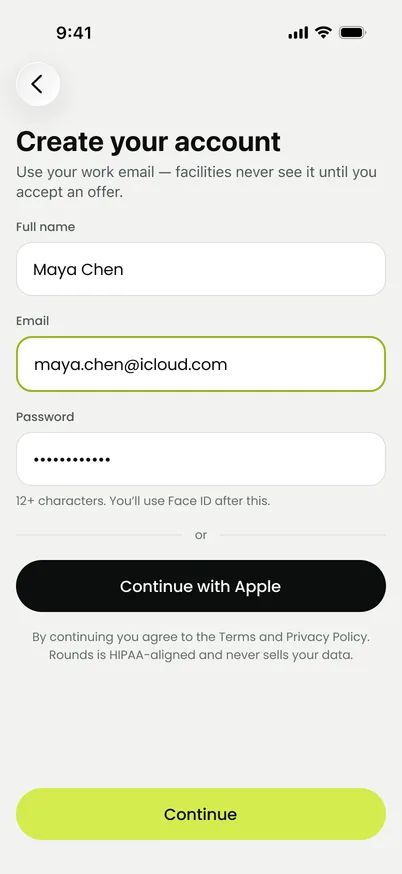 9:41
Create your account
Use your work email — facilities never see it until you
accept an offer.
Full name
Maya Chen
Email
maya.chen@icloud.com
Password
••••••••••••
12+ characters. You’ll use Face ID after this.
or
Continue with Apple
By continuing you agree to the Terms and Privacy Policy.
Rounds is HIPAA-aligned and never sells your data.
Continue